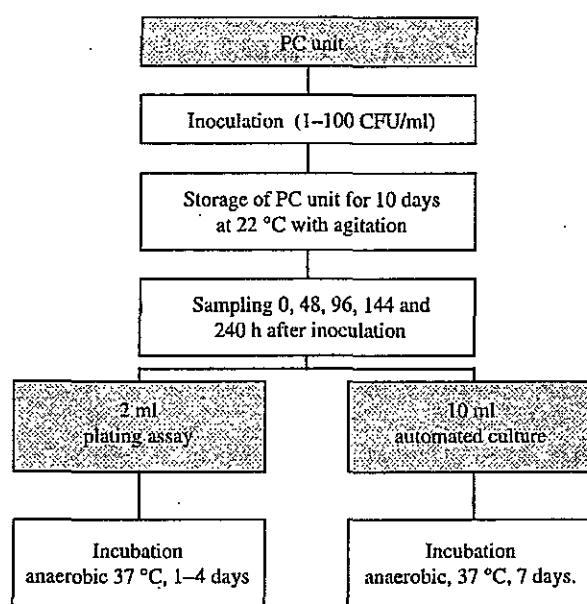 PC unit
Inoculation (1–100 CFU/ml)
Storage of PC unit for 10 days
at 22 °C with agitation
Sampling 0, 48, 96, 144 and
240 h after inoculation
2 ml
plating assay
10 ml
automated culture
Incubation
anaerobic 37 °C, 1–4 days
Incubation
anaerobic, 37 °C, 7 days.